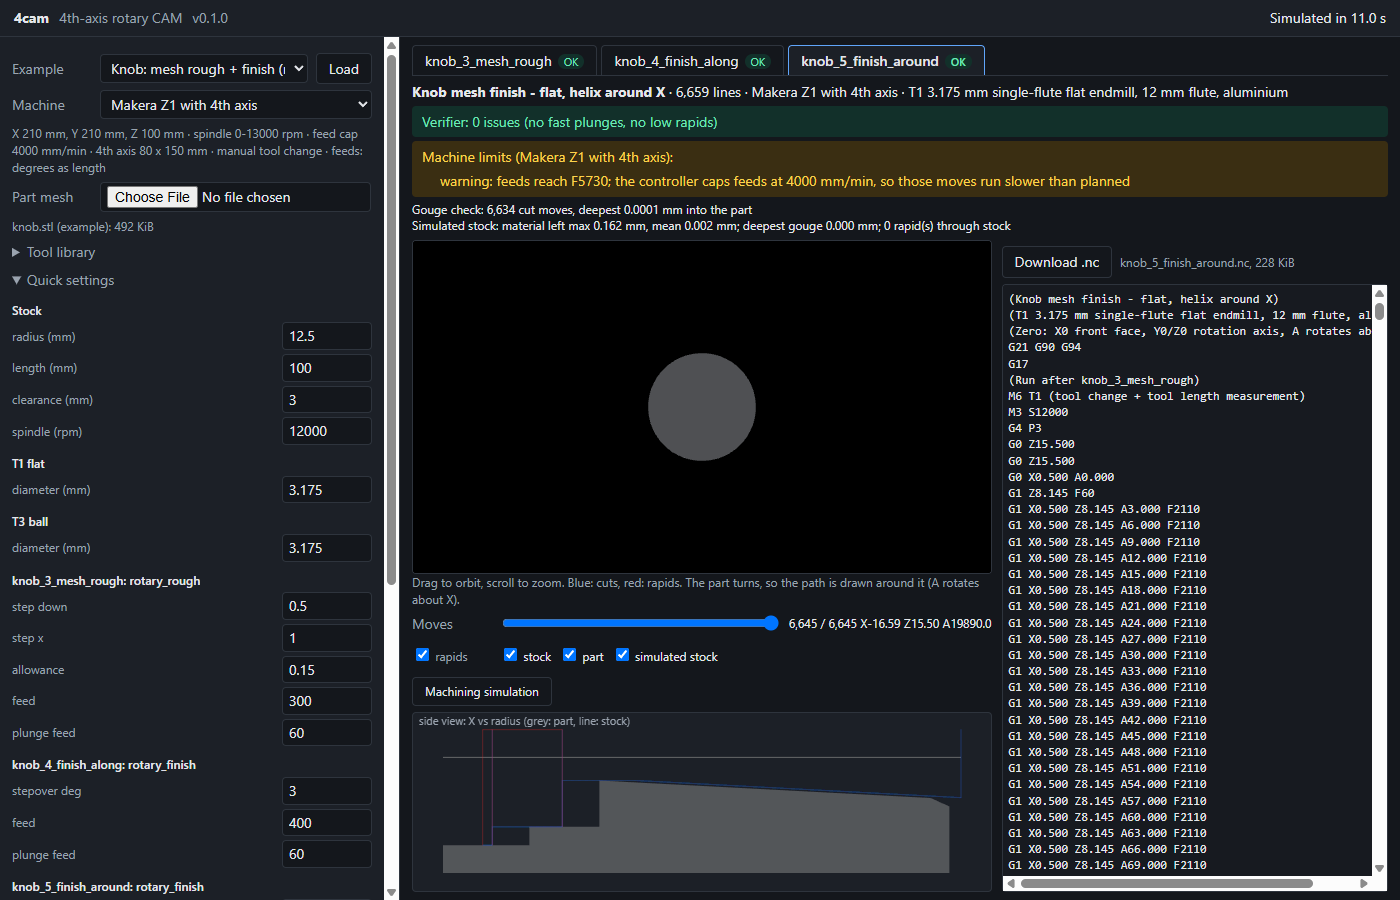 4cam 4th-axis rotary CAM v0.1.0
Simulated in 11.0 s
Example
Knob: mesh rough + finish (
Load
Machine
Makera Z1 with 4th axis
X 210 mm, Y 210 mm, Z 100 mm · spindle 0-13000 rpm · feed cap
4000 mm/min · 4th axis 80 x 150 mm · manual tool change · feeds:
degrees as length
Part mesh
Choose File No file chosen
knob.stl (example): 492 KiB
Tool library
Quick settings
Stock
radius (mm) 12.5
length (mm) 100
clearance (mm) 3
spindle (rpm) 12000
T1 flat
diameter (mm) 3.175
T3 ball
diameter (mm) 3.175
knob_3_mesh_rough: rotary_rough
step down 0.5
step x 1
allowance 0.15
feed 300
plunge feed 60
knob_4_finish_along: rotary_finish
stepover deg 3
feed 400
plunge feed 60
knob_5_finish_around: rotary_finish
knob_3_mesh_rough OK
knob_4_finish_along OK
knob_5_finish_around OK
Knob mesh finish - flat, helix around X · 6,659 lines · Makera Z1 with 4th axis · T1 3.175 mm single-flute flat endmill, 12 mm flute, aluminium
Verifier: 0 issues (no fast plunges, no low rapids)
Machine limits (Makera Z1 with 4th axis):
warning: feeds reach F5730; the controller caps feeds at 4000 mm/min, so those moves run slower than planned
Gouge check: 6,634 cut moves, deepest 0.0001 mm into the part
Simulated stock: material left max 0.162 mm, mean 0.002 mm; deepest gouge 0.000 mm; 0 rapid(s) through stock
Drag to orbit, scroll to zoom. Blue: cuts, red: rapids. The part turns, so the path is drawn around it (A rotates
about X).
Moves
6,645 / 6,645 X-16.59 Z15.50 A19890.0
rapids stock part simulated stock
Machining simulation
side view: X vs radius (grey: part, line: stock)
Download .nc
knob_5_finish_around.nc, 228 KiB
(Knob mesh finish - flat, helix around X)
(T1 3.175 mm single-flute flat endmill, 12 mm flute, al
(Zero: X0 front face, Y0/Z0 rotation axis, A rotates ab
G21 G90 G94
G17
(Run after knob_3_mesh_rough)
M6 T1 (tool change + tool length measurement)
M3 S12000
G4 P3
G0 Z15.500
G0 Z15.500
G0 X0.500 A0.000
G1 Z8.145 F60
G1 X0.500 Z8.145 A3.000 F2110
G1 X0.500 Z8.145 A6.000 F2110
G1 X0.500 Z8.145 A9.000 F2110
G1 X0.500 Z8.145 A12.000 F2110
G1 X0.500 Z8.145 A15.000 F2110
G1 X0.500 Z8.145 A18.000 F2110
G1 X0.500 Z8.145 A21.000 F2110
G1 X0.500 Z8.145 A24.000 F2110
G1 X0.500 Z8.145 A27.000 F2110
G1 X0.500 Z8.145 A30.000 F2110
G1 X0.500 Z8.145 A33.000 F2110
G1 X0.500 Z8.145 A36.000 F2110
G1 X0.500 Z8.145 A39.000 F2110
G1 X0.500 Z8.145 A42.000 F2110
G1 X0.500 Z8.145 A45.000 F2110
G1 X0.500 Z8.145 A48.000 F2110
G1 X0.500 Z8.145 A51.000 F2110
G1 X0.500 Z8.145 A54.000 F2110
G1 X0.500 Z8.145 A57.000 F2110
G1 X0.500 Z8.145 A60.000 F2110
G1 X0.500 Z8.145 A63.000 F2110
G1 X0.500 Z8.145 A66.000 F2110
G1 X0.500 Z8.145 A69.000 F2110